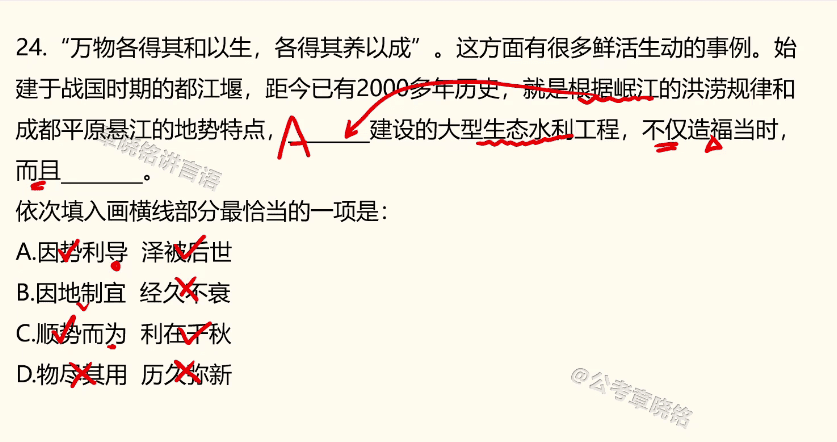 24.“万物各得其和以生，各得其养以成”。这方面有很多鲜活生动的事例。始
建于战国时期的都江堰，距今已有2000多年历史，就是根据岷江的洪涝规律和
成都平原悬江的地势特点，A________建设的大型生态水利工程，不仅造福当时，
而且________。
章晓铭讲言语
依次填入画横线部分最恰当的一项是：
A.因势利导 泽被后世
B.因地制宜 经久不衰
C.顺势而为 利在千秋
D.物尽其用 历久弥新
@公考章晓铭